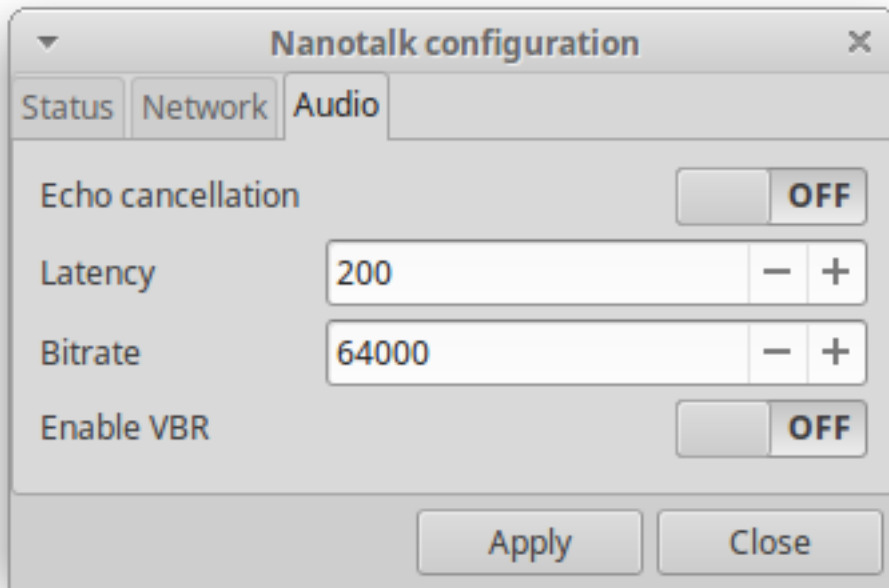 Nanotalk configuration
Status Network Audio
Echo cancellation OFF
Latency 200
Bitrate 64000
Enable VBR OFF
Apply Close